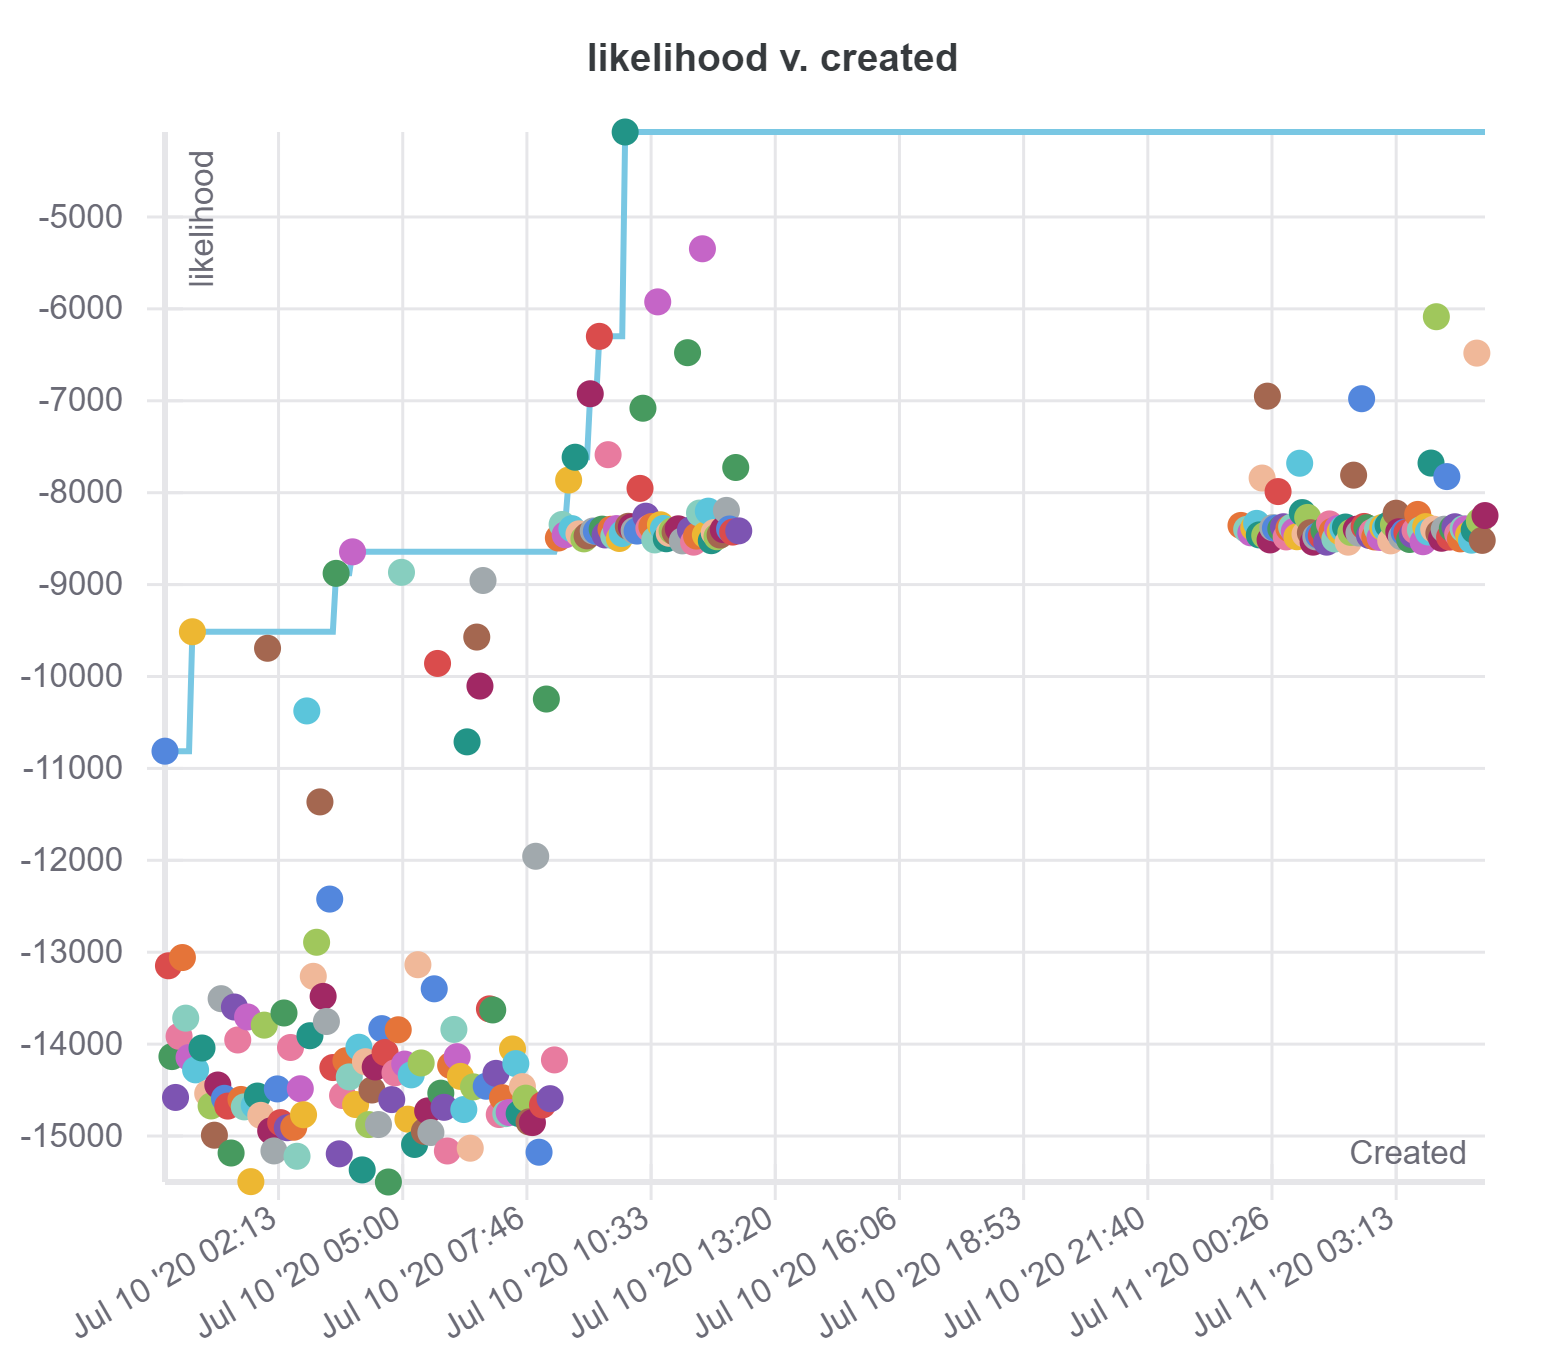 likelihood v. created
likelihood
-5000
-6000
-7000
-8000
-9000
-10000
-11000
-12000
-13000
-14000
-15000
Created
Jul 10 '20 02:13
Jul 10 '20 05:00
Jul 10 '20 07:46
Jul 10 '20 10:33
Jul 10 '20 13:20
Jul 10 '20 16:06
Jul 10 '20 18:53
Jul 10 '20 21:40
Jul 11 '20 00:26
Jul 11 '20 03:13